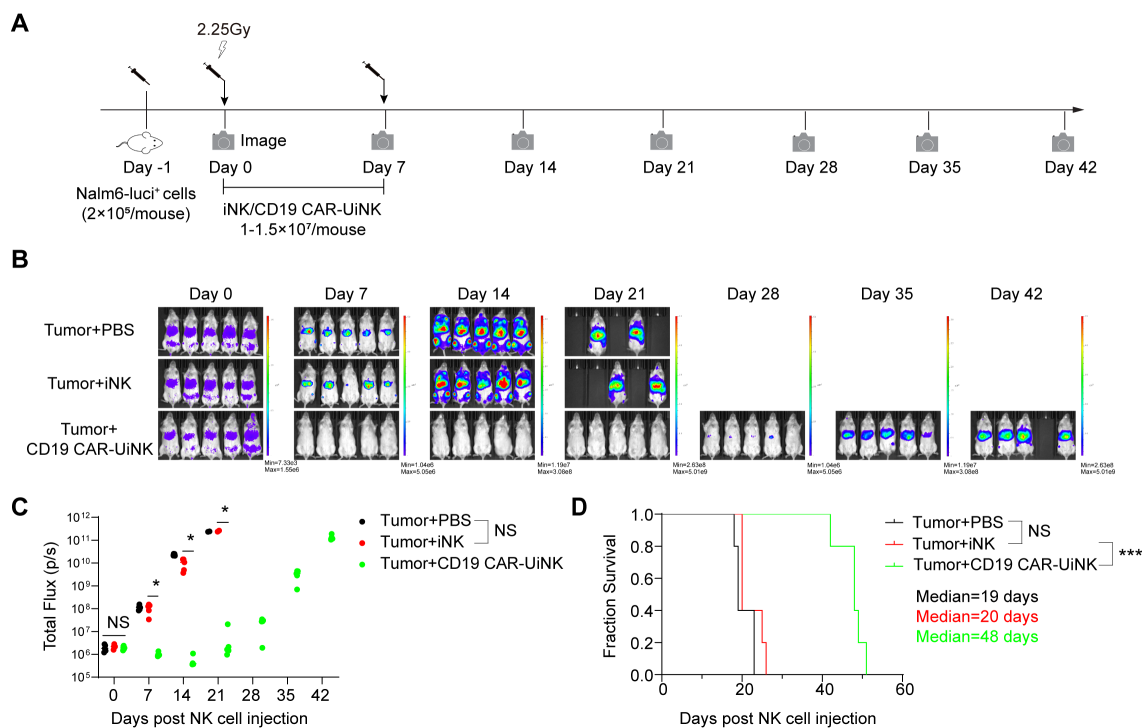 A
2.25Gy
Image
Day -1
Day 0
Day 7
Day 14
Day 21
Day 28
Day 35
Day 42
Nalm6-luci⁺ cells
(2×10⁵/mouse)
iNK/CD19 CAR-UiNK
1-1.5×10⁷/mouse
B
Day 0
Day 7
Day 14
Day 21
Day 28
Day 35
Day 42
Tumor+PBS
Tumor+iNK
Tumor+
CD19 CAR-UiNK
Min=7.33e3
Max=1.55e6
Min=1.04e6
Max=5.05e6
Min=1.19e7
Max=3.08e8
Min=2.63e8
Max=5.01e9
Min=1.04e6
Max=5.05e6
Min=1.19e7
Max=3.08e8
Min=2.63e8
Max=5.01e9
C
Total Flux (p/s)
10¹²
10¹¹
10¹⁰
10⁹
10⁸
10⁷
10⁶
10⁵
NS
*
*
*
0 7 14 21 28 35 42
Days post NK cell injection
Tumor+PBS
Tumor+iNK
Tumor+CD19 CAR-UiNK
NS
D
Fraction Survival
1.0
0.8
0.6
0.4
0.2
0.0
0 20 40 60
Days post NK cell injection
Tumor+PBS
Tumor+iNK
Tumor+CD19 CAR-UiNK
NS
***
Median=19 days
Median=20 days
Median=48 days